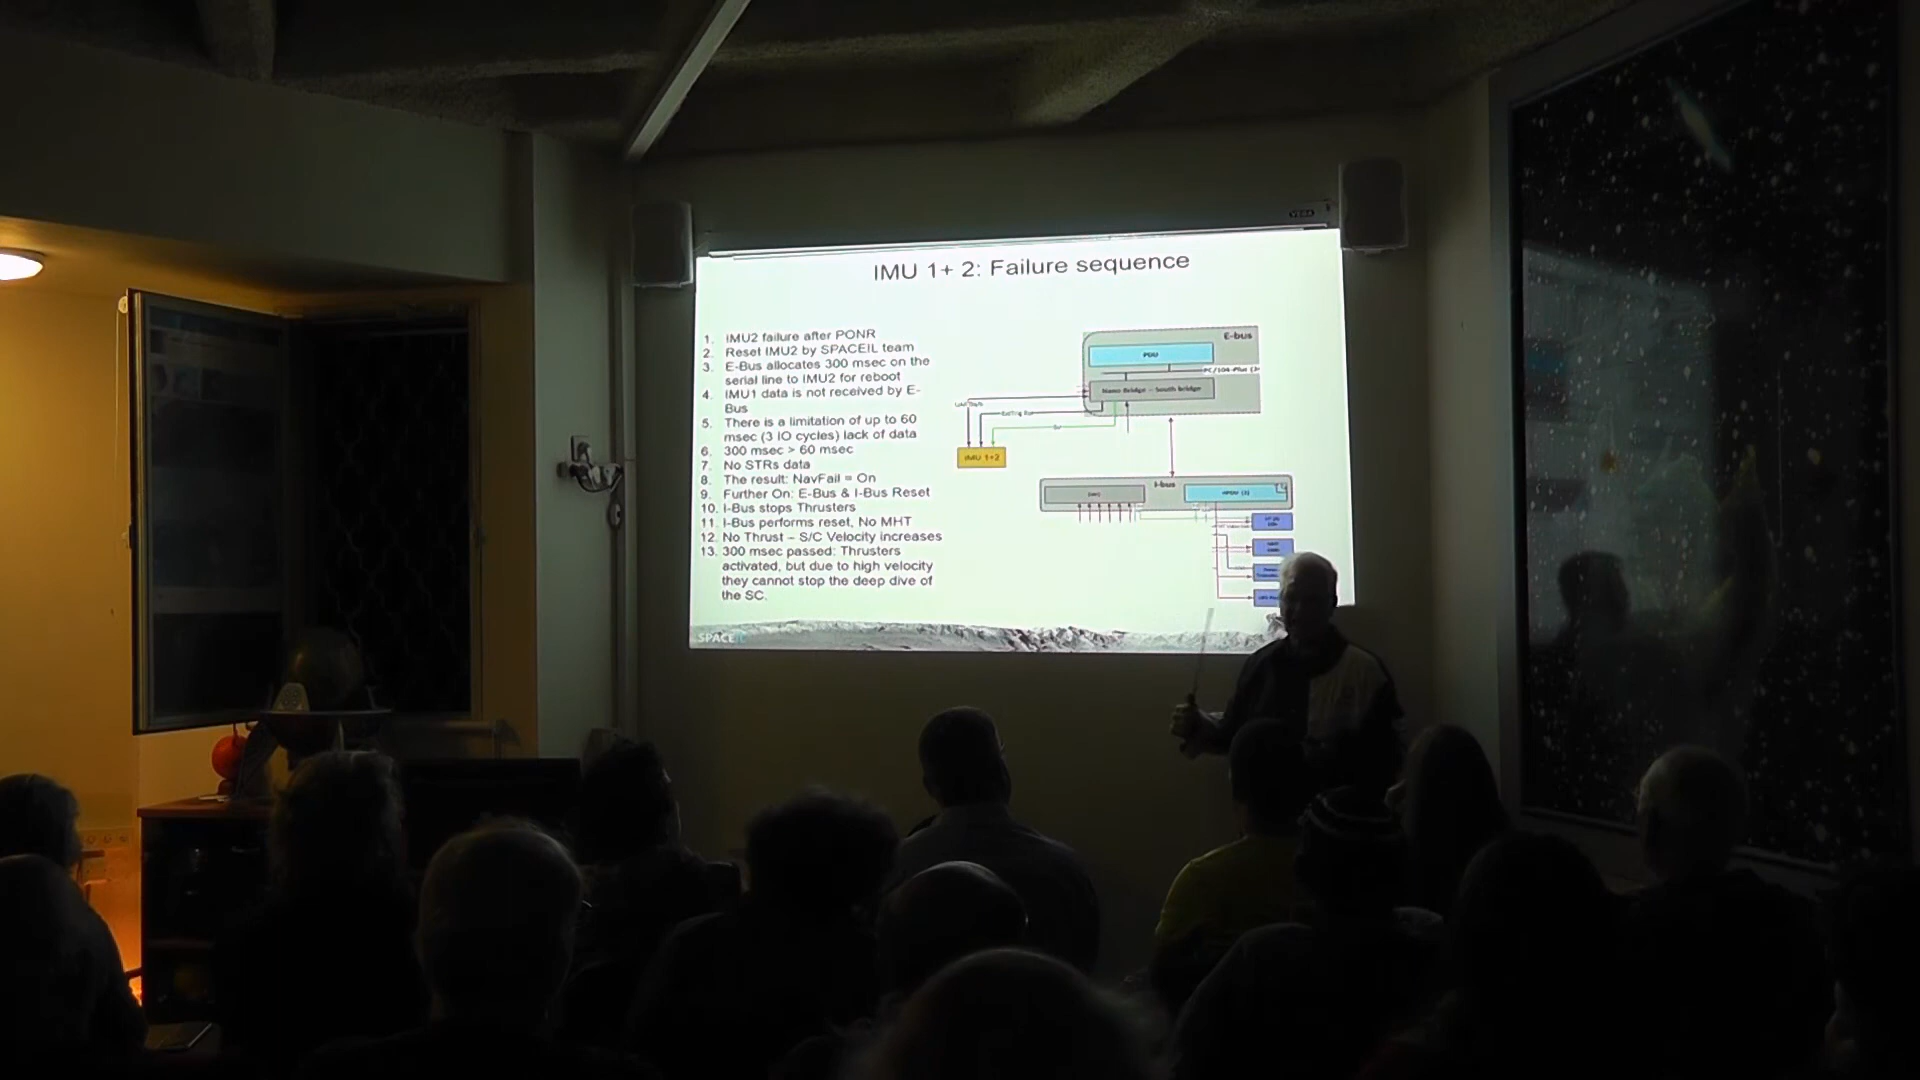 VEGA
IMU 1+ 2: Failure sequence
1. IMU2 failure after PONR
2. Reset IMU2 by SPACEIL team
3. E-Bus allocates 300 msec on the
serial line to IMU2 for reboot
4. IMU1 data is not received by E-
Bus
5. There is a limitation of up to 60
msec (3 IO cycles) lack of data
6. 300 msec > 60 msec
7. No STRs data
8. The result: NavFail = On
9. Further On: E-Bus & I-Bus Reset
10. I-Bus stops Thrusters
11. I-Bus performs reset, No MHT
12. No Thrust – S/C Velocity increases
13. 300 msec passed: Thrusters
activated, but due to high velocity
they cannot stop the deep dive of
the SC.
E-bus
PDU
Nano Bridge – South bridge
IMU 1+2
I-bus
SPACEIL